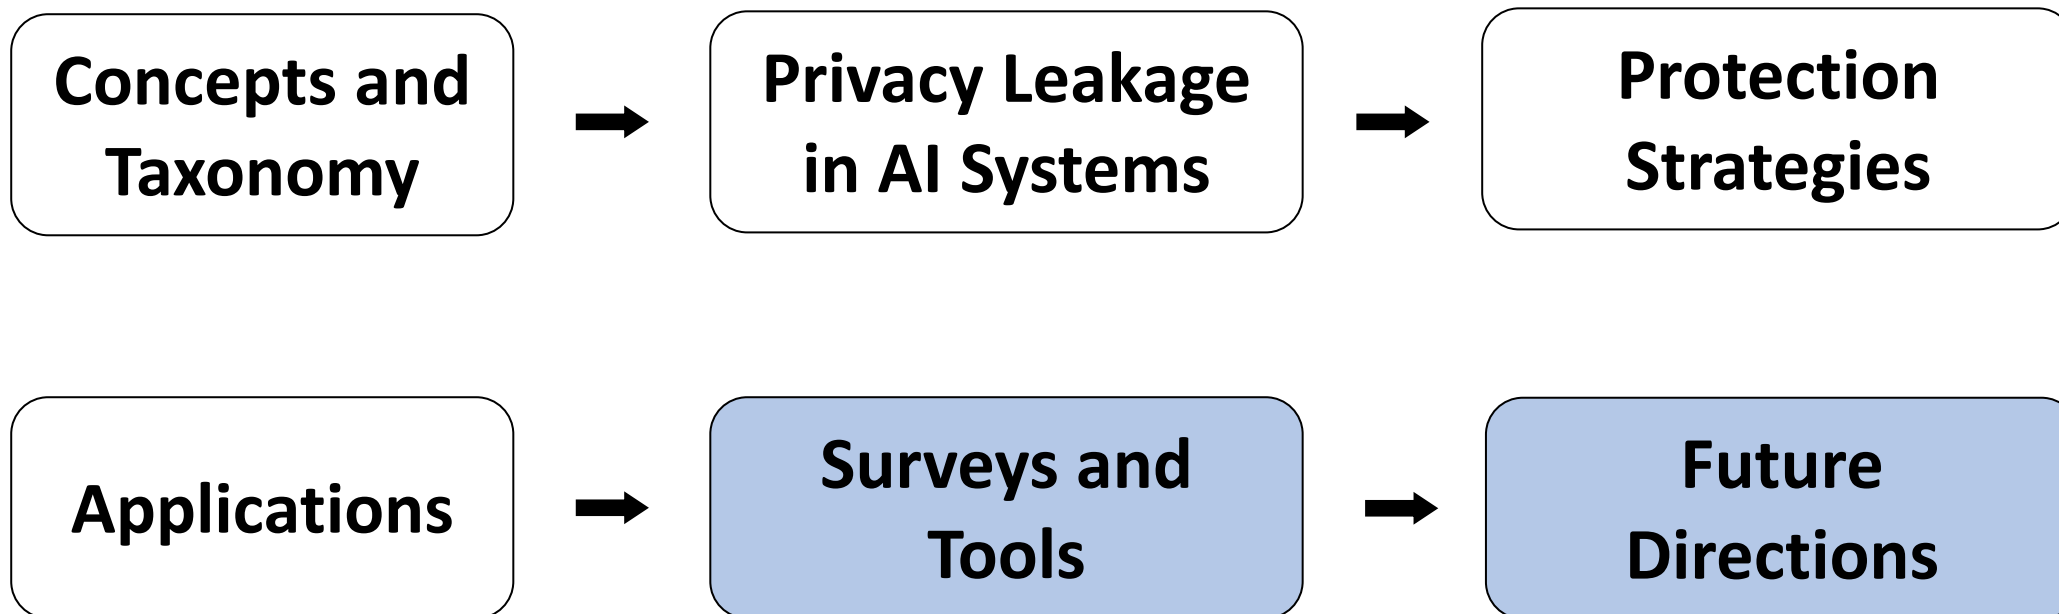 Concepts and
Taxonomy
Privacy Leakage
in AI Systems
Protection
Strategies
Applications
Surveys and
Tools
Future
Directions